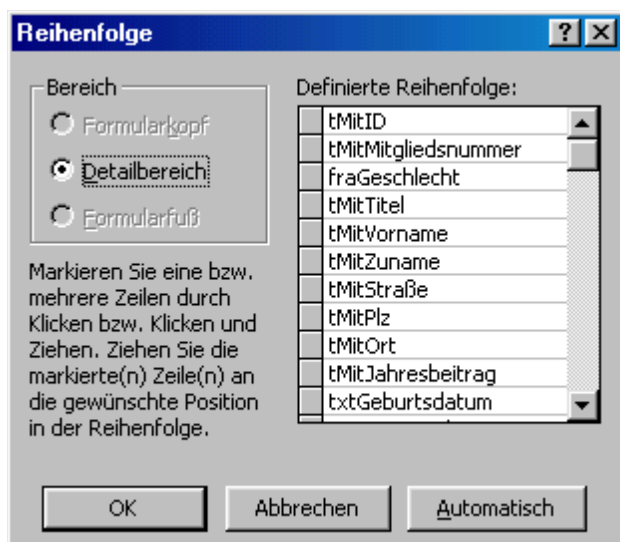 Reihenfolge
Bereich
Formularkopf
Detailbereich
Formularfuß
Markieren Sie eine bzw.
mehrere Zeilen durch
Klicken bzw. Klicken und
Ziehen. Ziehen Sie die
markierte(n) Zeile(n) an
die gewünschte Position
in der Reihenfolge.
Definierte Reihenfolge:
tMitID
tMitMitgliedsnummer
fraGeschlecht
tMitTitel
tMitVorname
tMitZuname
tMitStraße
tMitPlz
tMitOrt
tMitJahresbeitrag
txtGeburtsdatum
OK
Abbrechen
Automatisch